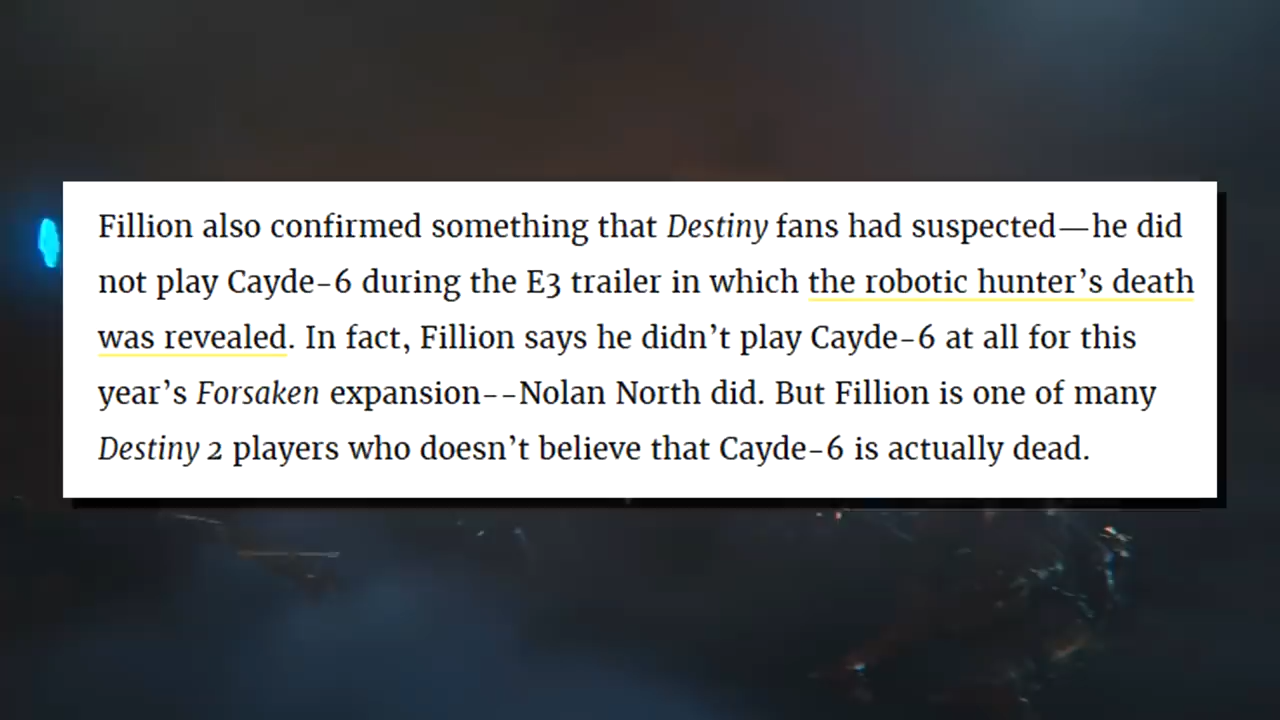 Fillion also confirmed something that Destiny fans had suspected—he did
not play Cayde-6 during the E3 trailer in which the robotic hunter’s death
was revealed. In fact, Fillion says he didn’t play Cayde-6 at all for this
year’s Forsaken expansion--Nolan North did. But Fillion is one of many
Destiny 2 players who doesn’t believe that Cayde-6 is actually dead.